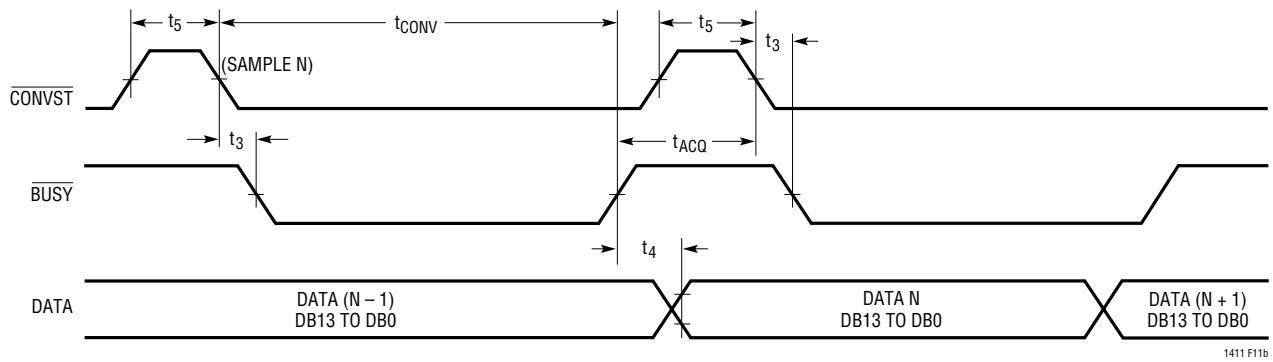 t5 tCONV t5 t3
(SAMPLE N)
CONVST
t3 tACQ
BUSY
t4
DATA DATA (N – 1) DATA N DATA (N + 1)
DB13 TO DB0 DB13 TO DB0 DB13 TO DB0
1411 F11b